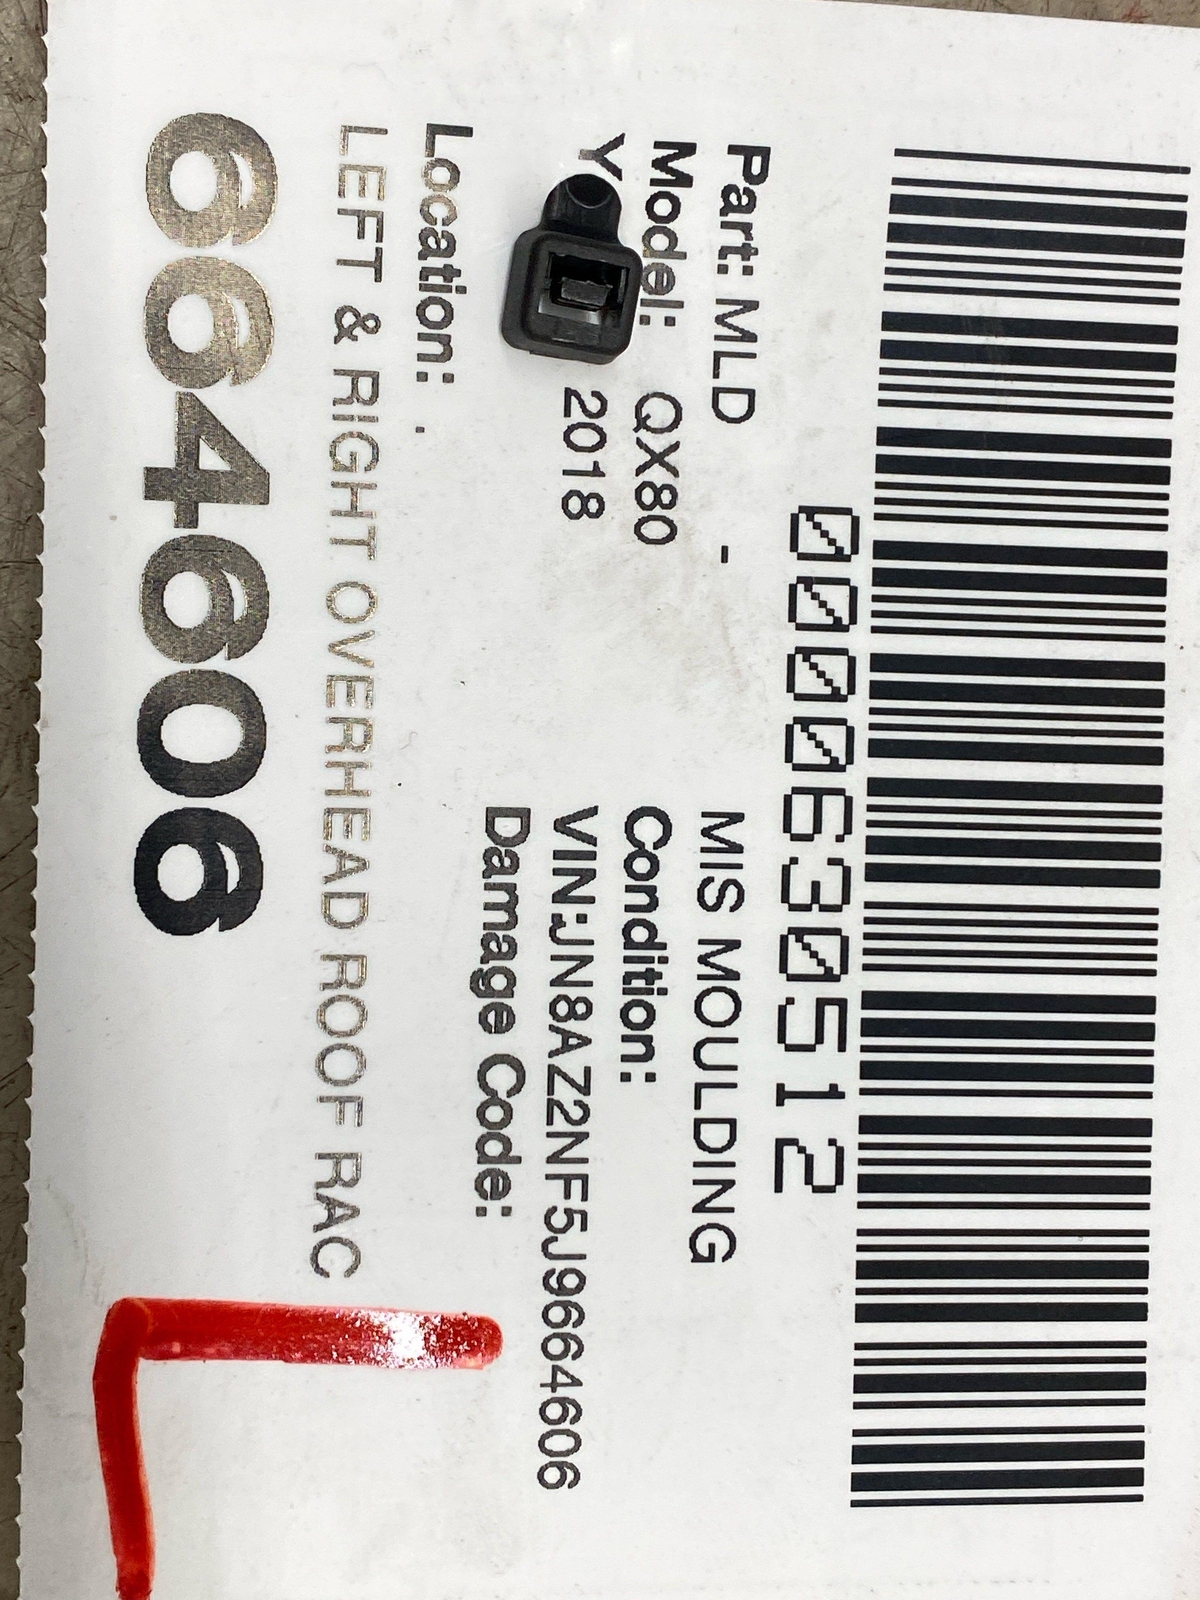 0000630512
Part: MLD - MIS MOULDING
Model: QX80 Condition:
Y 2018 VIN:JN8AZ2NF5J9664606
Damage Code:
Location: .
LEFT & RIGHT OVERHEAD ROOF RAC
664606
L